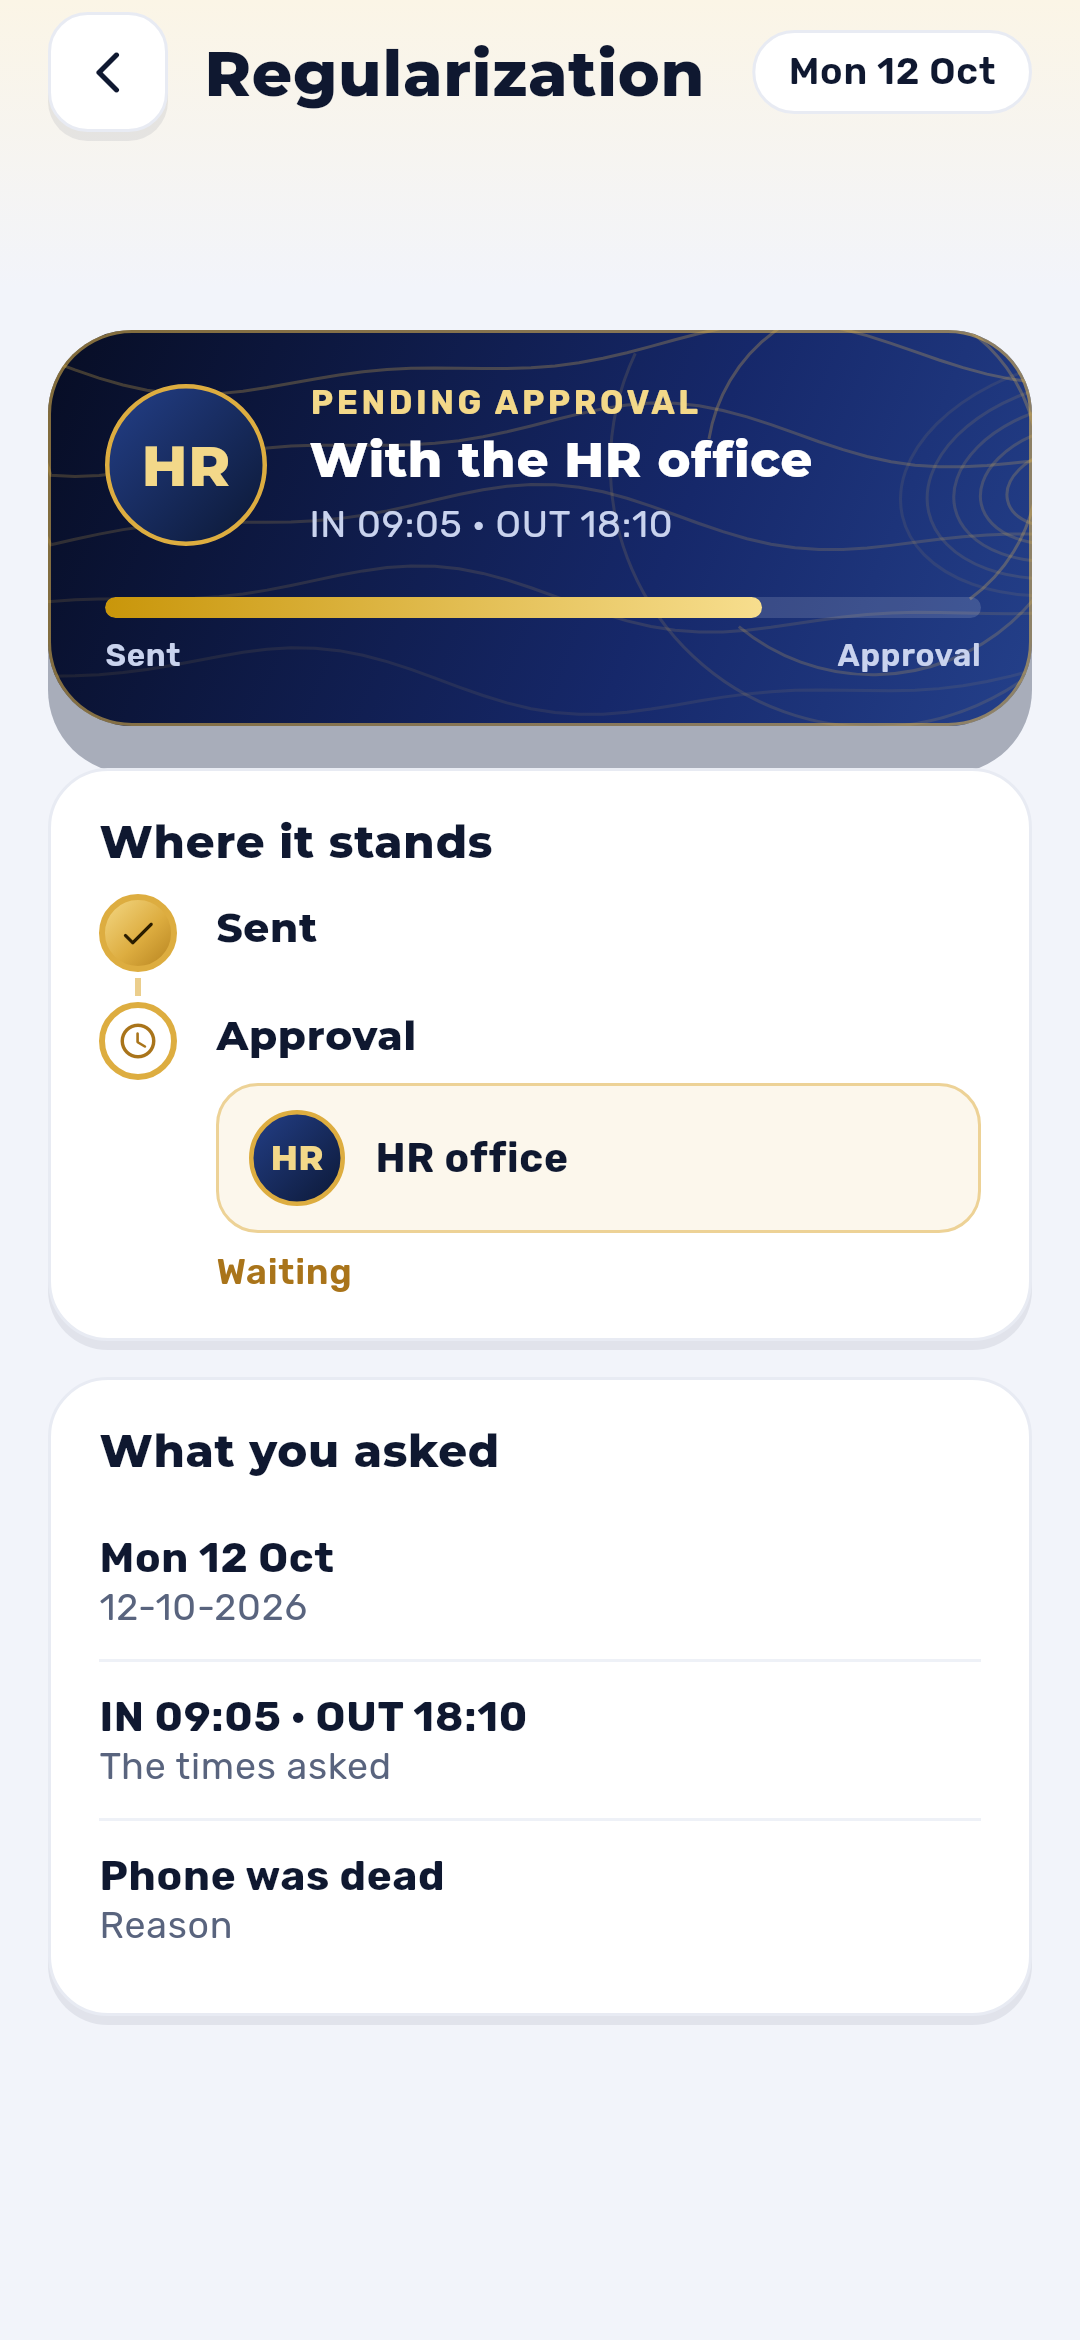 Regularization
Mon 12 Oct
PENDING APPROVAL
HR
With the HR office
IN 09:05 • OUT 18:10
Sent
Approval
Where it stands
Sent
Approval
HR
HR office
Waiting
What you asked
Mon 12 Oct
12-10-2026
IN 09:05 • OUT 18:10
The times asked
Phone was dead
Reason